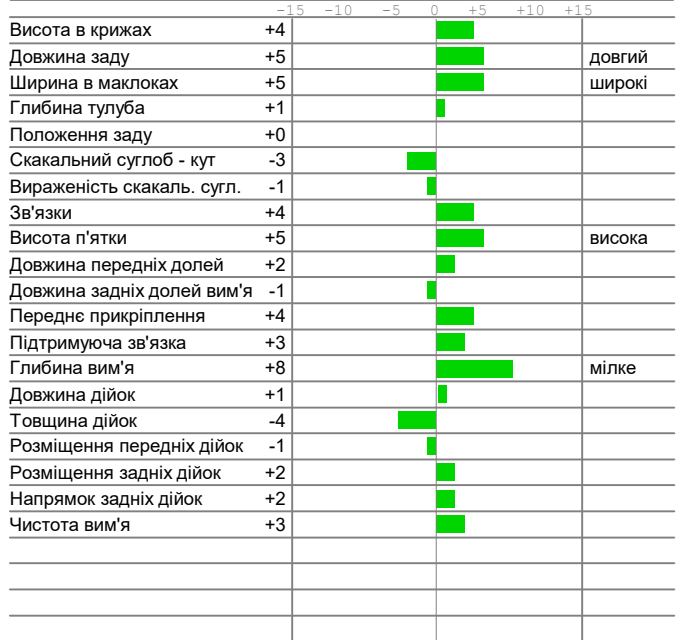 -15 -10 -5 0 +5 +10 +15
Висота в крижах +4
Довжина заду +5 довгий
Ширина в маклоках +5 широкі
Глибина тулуба +1
Положення заду +0
Скакальний суглоб - кут -3
Вираженість скакаль. сугл. -1
Зв'язки +4
Висота п'ятки +5 висока
Довжина передніх долей +2
Довжина задніх долей вим'я -1
Переднє прикріплення +4
Підтримуюча зв'язка +3
Глибина вим'я +8 мілке
Довжина дійок +1
Товщина дійок -4
Розміщення передніх дійок -1
Розміщення задніх дійок +2
Напрямок задніх дійок +2
Чистота вим'я +3